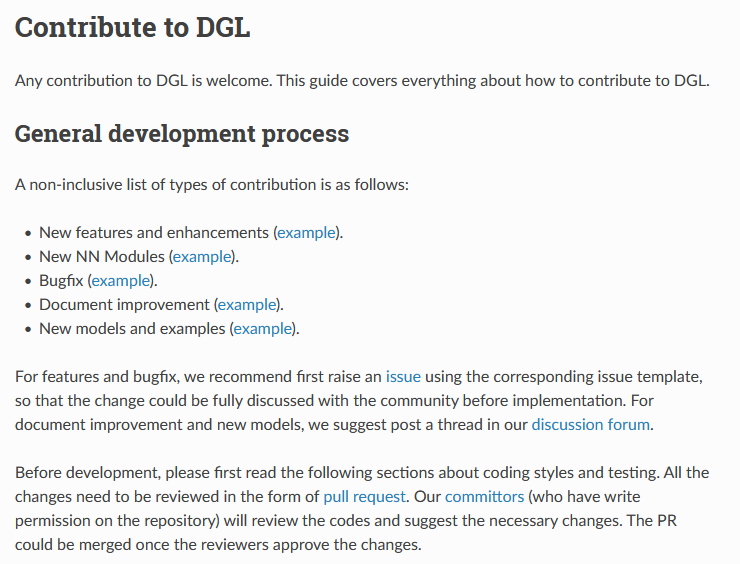 Contribute to DGL
Any contribution to DGL is welcome. This guide covers everything about how to contribute to DGL.
General development process
A non-inclusive list of types of contribution is as follows:
• New features and enhancements (example).
• New NN Modules (example).
• Bugfix (example).
• Document improvement (example).
• New models and examples (example).
For features and bugfix, we recommend first raise an issue using the corresponding issue template,
so that the change could be fully discussed with the community before implementation. For
document improvement and new models, we suggest post a thread in our discussion forum.
Before development, please first read the following sections about coding styles and testing. All the
changes need to be reviewed in the form of pull request. Our committors (who have write
permission on the repository) will review the codes and suggest the necessary changes. The PR
could be merged once the reviewers approve the changes.